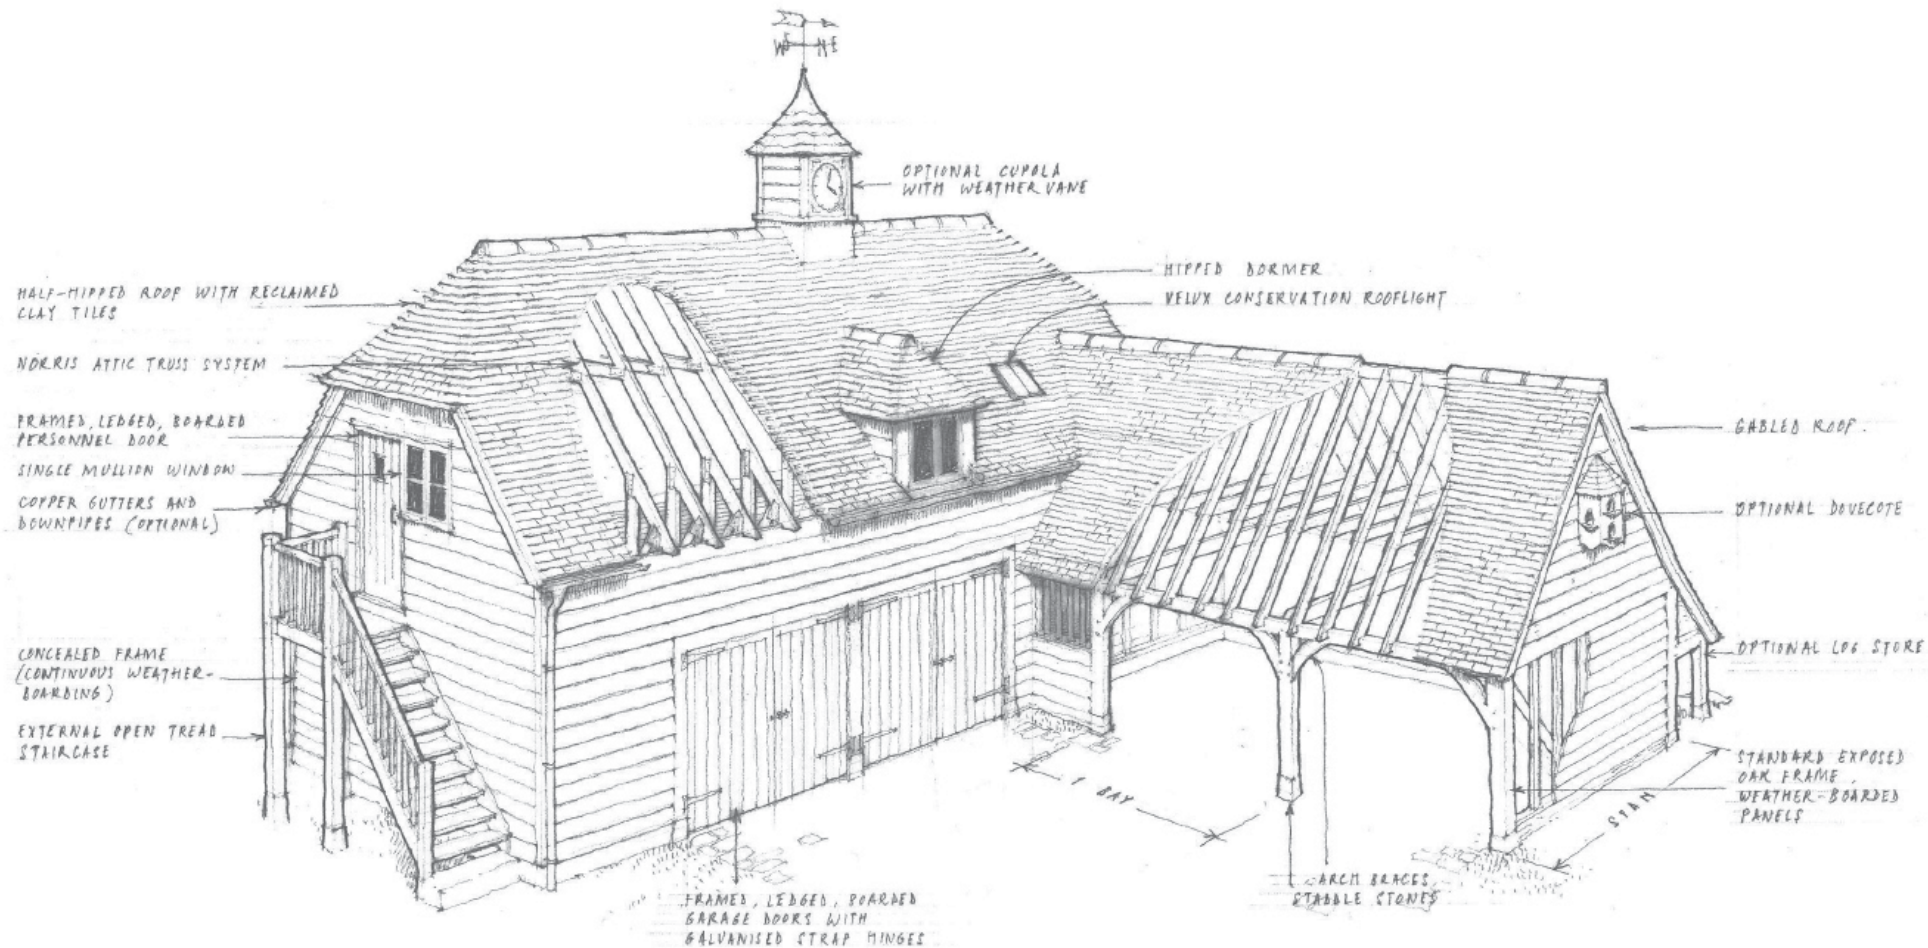 W N E
OPTIONAL CUPOLA
WITH WEATHERVANE
HALF-HIPPED ROOF WITH RECLAIMED
CLAY TILES
HIPPED DORMER
VELUX CONSERVATION ROOFLIGHT
NORRIS ATTIC TRUSS SYSTEM
FRAMED, LEDGED, BOARDED
PERSONNEL DOOR
SINGLE MULLION WINDOW
COPPER GUTTERS AND
DOWNPIPES (OPTIONAL)
GABLED ROOF.
OPTIONAL DOVECOTE
CONCEALED FRAME
(CONTINUOUS WEATHER-
BOARDING)
EXTERNAL OPEN TREAD
STAIRCASE
OPTIONAL LOG STORE
STANDARD EXPOSED
OAK FRAME,
WEATHER-BOARDED
PANELS
1 BAY
SPAN
ARCH BRACES
STADDLE STONES
FRAMED, LEDGED, BOARDED
GARAGE DOORS WITH
GALVANISED STRAP HINGES